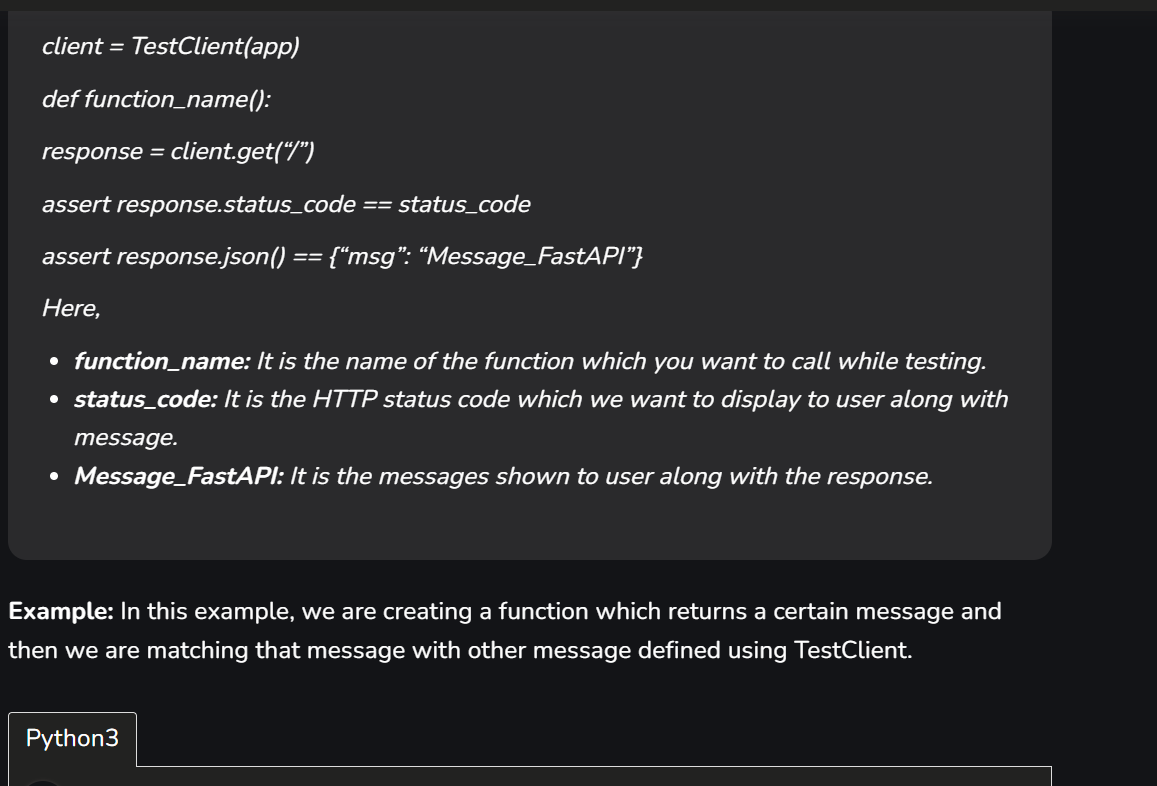 client = TestClient(app)
def function_name():
response = client.get(“/”)
assert response.status_code == status_code
assert response.json() == {“msg”: “Message_FastAPI”}
Here,
• function_name: It is the name of the function which you want to call while testing.
• status_code: It is the HTTP status code which we want to display to user along with
message.
• Message_FastAPI: It is the messages shown to user along with the response.
Example: In this example, we are creating a function which returns a certain message and
then we are matching that message with other message defined using TestClient.
Python3